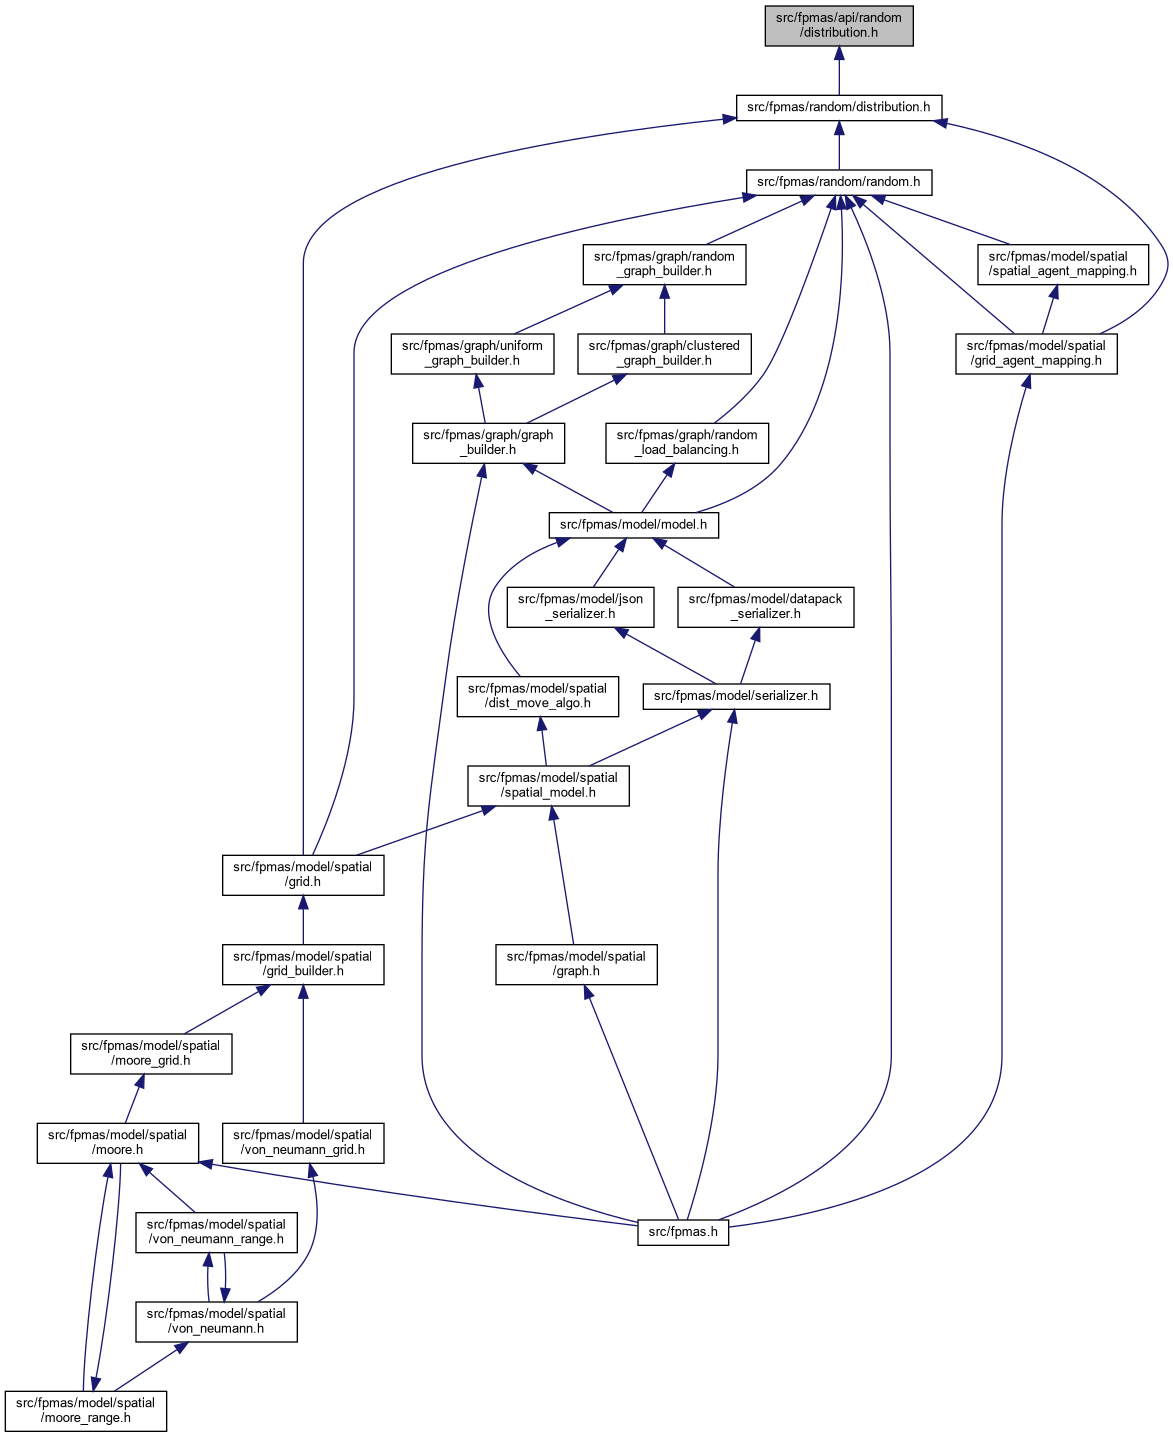 src/fpmas/api/random
/distribution.h
src/fpmas/random/distribution.h
src/fpmas/random/random.h
src/fpmas/graph/random
_graph_builder.h
src/fpmas/model/spatial
/spatial_agent_mapping.h
src/fpmas/graph/uniform
_graph_builder.h
src/fpmas/graph/clustered
_graph_builder.h
src/fpmas/model/spatial
/grid_agent_mapping.h
src/fpmas/graph/graph
_builder.h
src/fpmas/graph/random
_load_balancing.h
src/fpmas/model/model.h
src/fpmas/model/json
_serializer.h
src/fpmas/model/datapack
_serializer.h
src/fpmas/model/spatial
/dist_move_algo.h
src/fpmas/model/serializer.h
src/fpmas/model/spatial
/spatial_model.h
src/fpmas/model/spatial
/grid.h
src/fpmas/model/spatial
/grid_builder.h
src/fpmas/model/spatial
/graph.h
src/fpmas/model/spatial
/moore_grid.h
src/fpmas/model/spatial
/moore.h
src/fpmas/model/spatial
/von_neumann_grid.h
src/fpmas/model/spatial
/von_neumann_range.h
src/fpmas.h
src/fpmas/model/spatial
/von_neumann.h
src/fpmas/model/spatial
/moore_range.h